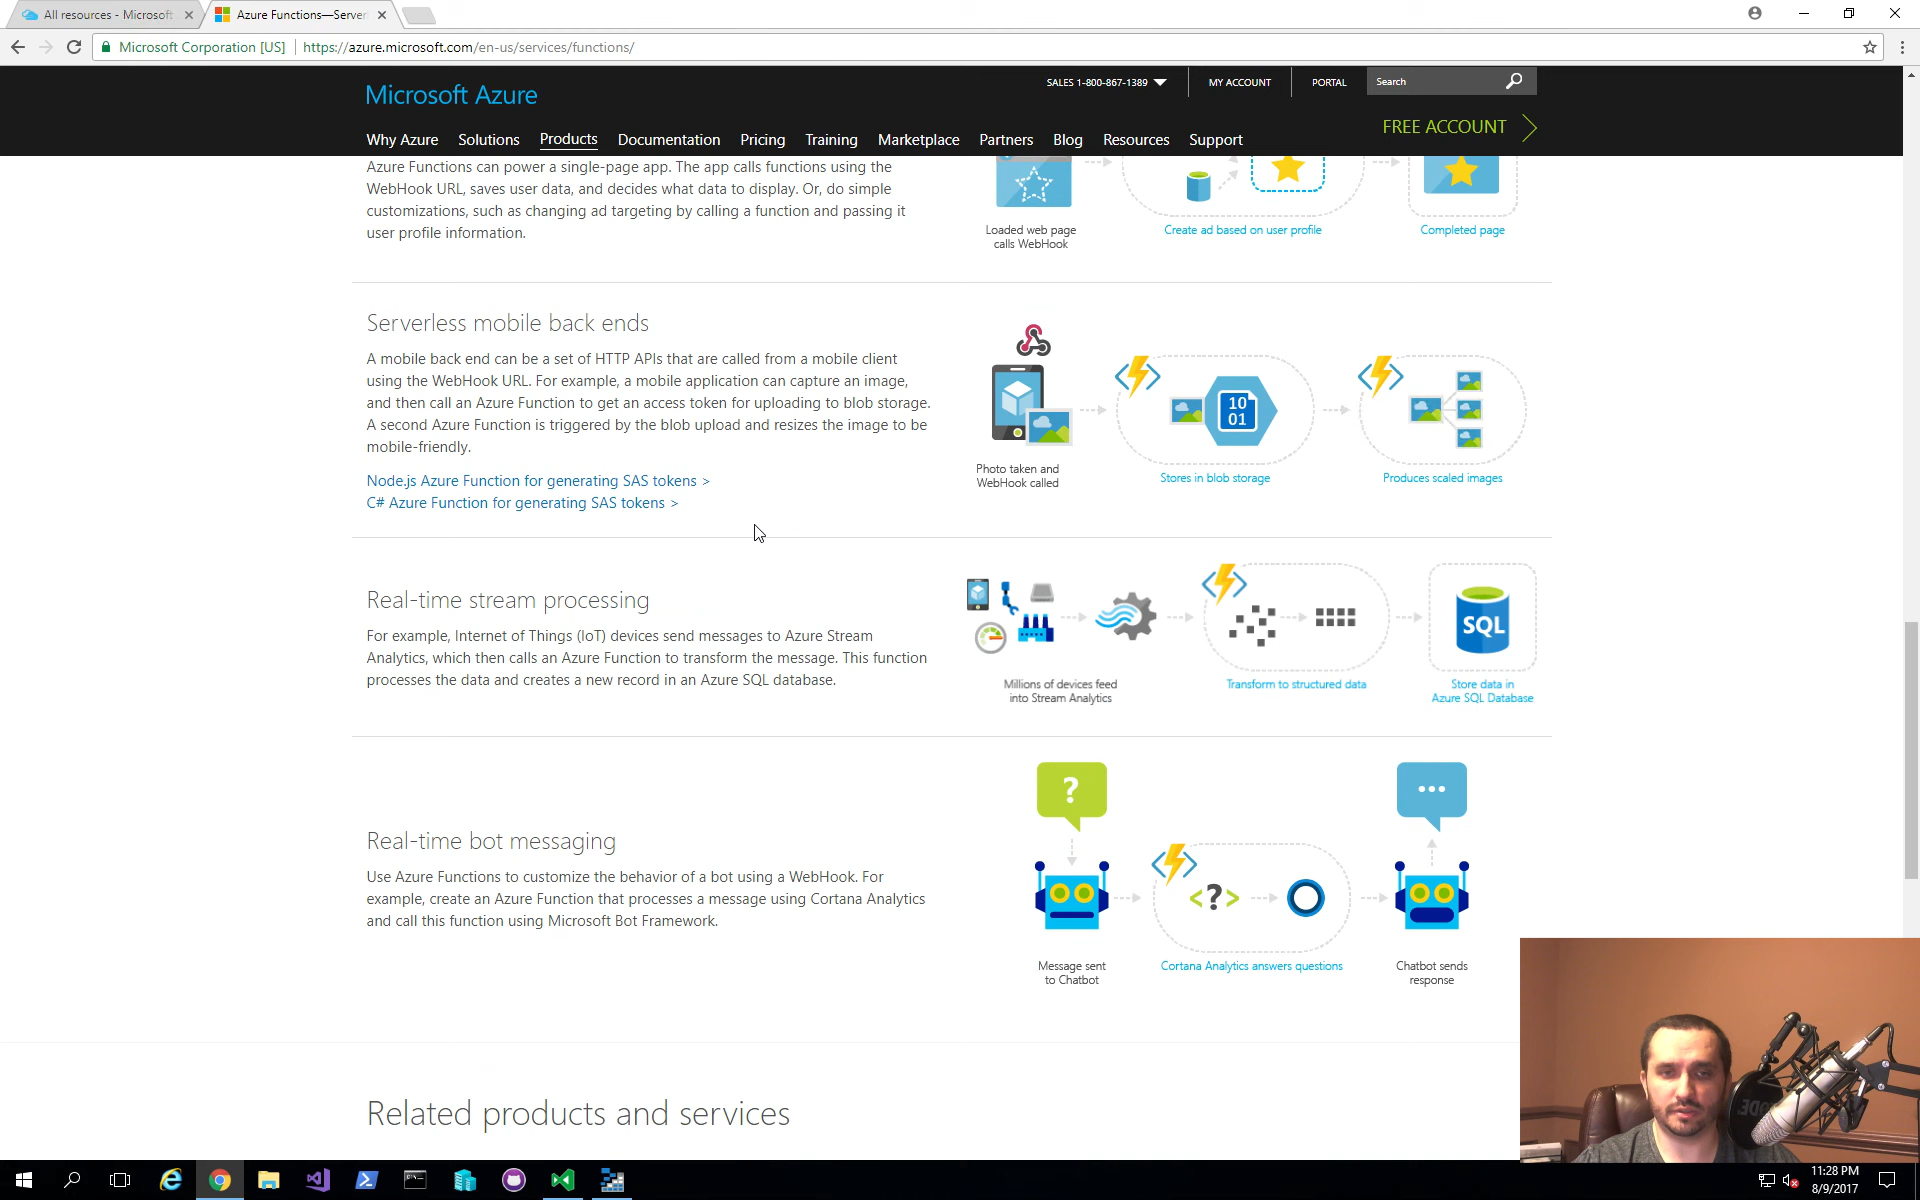 All resources - Microsoft
Azure Functions—Server
Microsoft Corporation [US]
https://azure.microsoft.com/en-us/services/functions/
SALES 1-800-867-1389
MY ACCOUNT
PORTAL
Search
Microsoft Azure
FREE ACCOUNT
Why Azure
Solutions
Products
Documentation
Pricing
Training
Marketplace
Partners
Blog
Resources
Support
Azure Functions can power a single-page app. The app calls functions using the
WebHook URL, saves user data, and decides what data to display. Or, do simple
customizations, such as changing ad targeting by calling a function and passing it
user profile information.
Loaded web page
calls WebHook
Create ad based on user profile
Completed page
Serverless mobile back ends
A mobile back end can be a set of HTTP APIs that are called from a mobile client
using the WebHook URL. For example, a mobile application can capture an image,
and then call an Azure Function to get an access token for uploading to blob storage.
A second Azure Function is triggered by the blob upload and resizes the image to be
mobile-friendly.
Node.js Azure Function for generating SAS tokens >
C# Azure Function for generating SAS tokens >
10
01
Photo taken and
WebHook called
Stores in blob storage
Produces scaled images
Real-time stream processing
For example, Internet of Things (IoT) devices send messages to Azure Stream
Analytics, which then calls an Azure Function to transform the message. This function
processes the data and creates a new record in an Azure SQL database.
SQL
Millions of devices feed
into Stream Analytics
Transform to structured data
Store data in
Azure SQL Database
Real-time bot messaging
Use Azure Functions to customize the behavior of a bot using a WebHook. For
example, create an Azure Function that processes a message using Cortana Analytics
and call this function using Microsoft Bot Framework.
?
...
<?>
Message sent
to Chatbot
Cortana Analytics answers questions
Chatbot sends
response
Related products and services
11:28 PM
8/9/2017